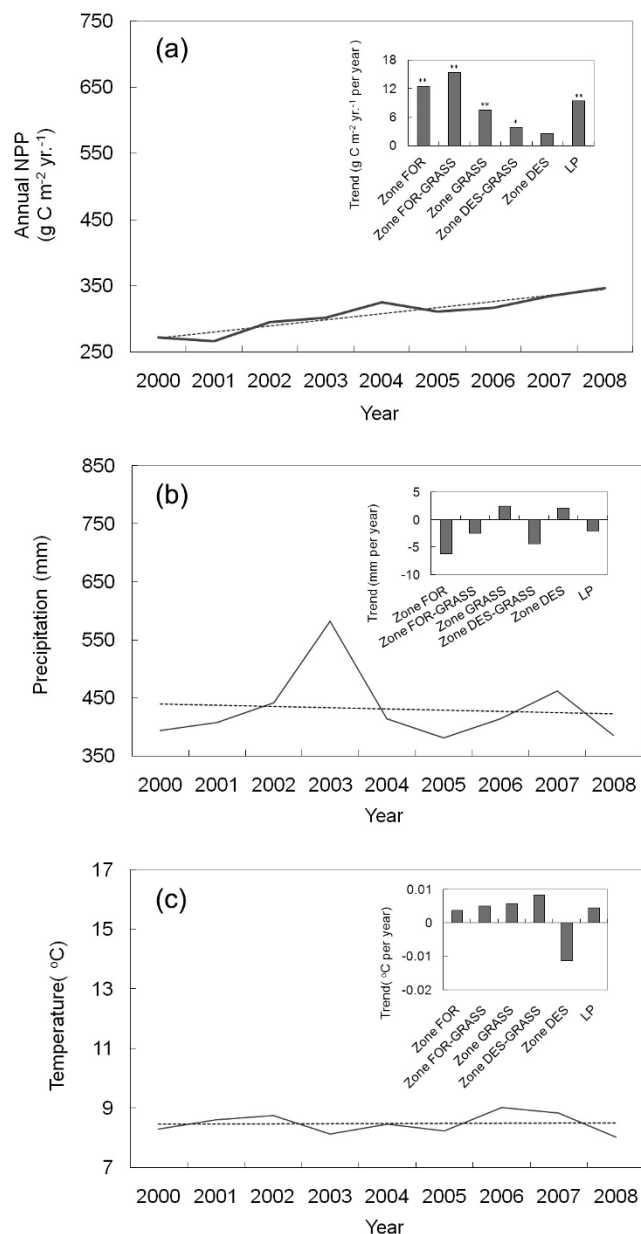 (a)
Annual NPP
(g C m⁻² yr.⁻¹)
750
650
550
450
350
250
2000 2001 2002 2003 2004 2005 2006 2007 2008
Year
Trend (g C m⁻² yr.⁻¹ per year)
18
12
6
0
** ** ** * **
Zone FOR
Zone FOR-GRASS
Zone GRASS
Zone DES-GRASS
Zone DES
LP
(b)
Precipitation (mm)
850
750
650
550
450
350
2000 2001 2002 2003 2004 2005 2006 2007 2008
Year
Trend (mm per year)
5
0
-5
-10
Zone FOR
Zone FOR-GRASS
Zone GRASS
Zone DES-GRASS
Zone DES
LP
(c)
Temperature( °C)
17
15
13
11
9
7
2000 2001 2002 2003 2004 2005 2006 2007 2008
Year
Trend( °C per year)
0.01
0
-0.01
-0.02
Zone FOR
Zone FOR-GRASS
Zone GRASS
Zone DES-GRASS
Zone DES
LP